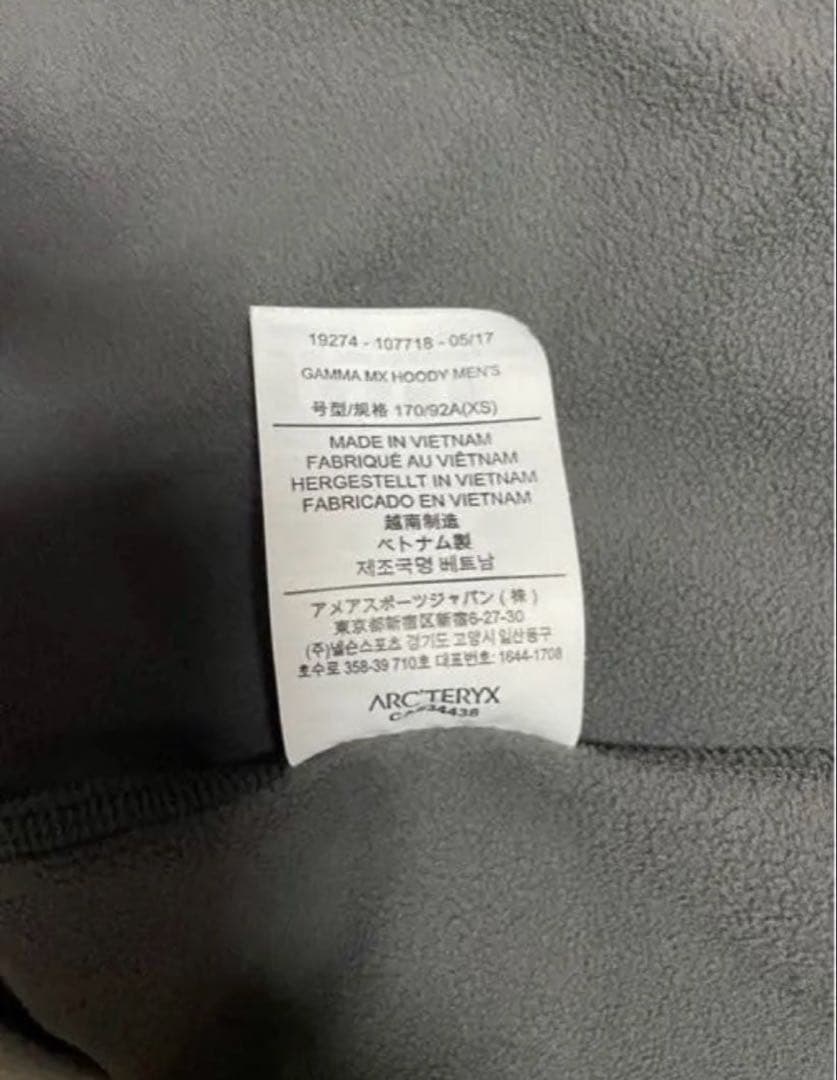 19274 - 107718 - 05/17
GAMMA MX HOODY MEN'S
号型/规格 170/92A(XS)
MADE IN VIETNAM
FABRIQUÉ AU VIÊTNAM
HERGESTELLT IN VIETNAM
FABRICADO EN VIETNAM
越南制造
ベトナム製
제조국명 베트남
アメアスポーツジャパン(株)
東京都新宿区新宿6-27-30
(주)넬슨스포츠 경기도 고양시 일산동구
호수로 358-39 710호 대표번호: 1644-1708
ARC'TERYX